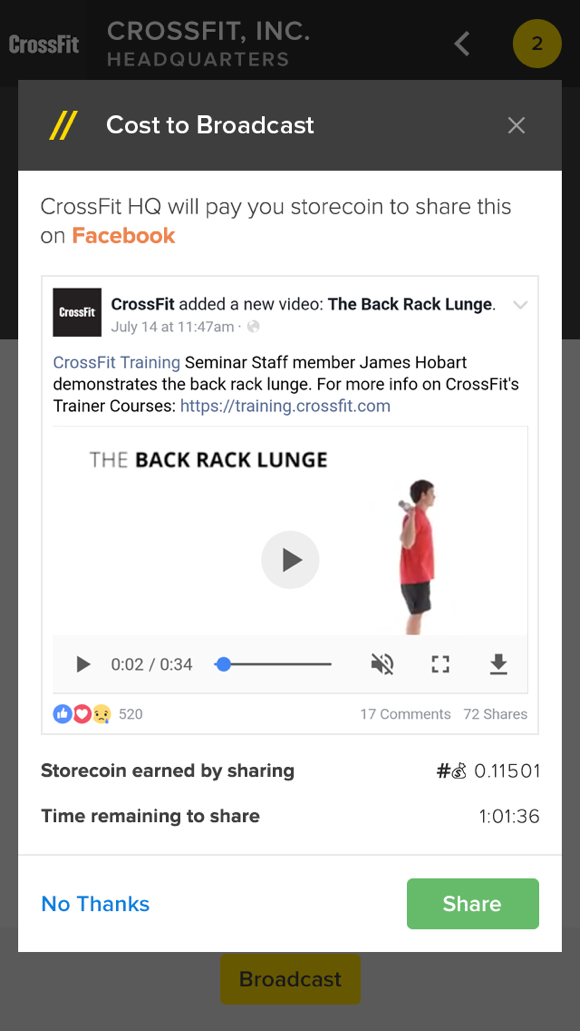 CrossFit
CROSSFIT, INC.
HEADQUARTERS
2
Cost to Broadcast
CrossFit HQ will pay you storecoin to share this
on Facebook
CrossFit
CrossFit added a new video: The Back Rack Lunge.
July 14 at 11:47am ·
CrossFit Training Seminar Staff member James Hobart
demonstrates the back rack lunge. For more info on CrossFit's
Trainer Courses: https://training.crossfit.com
THE BACK RACK LUNGE
0:02 / 0:34
520 17 Comments 72 Shares
Storecoin earned by sharing #💰 0.11501
Time remaining to share 1:01:36
No Thanks Share
Broadcast